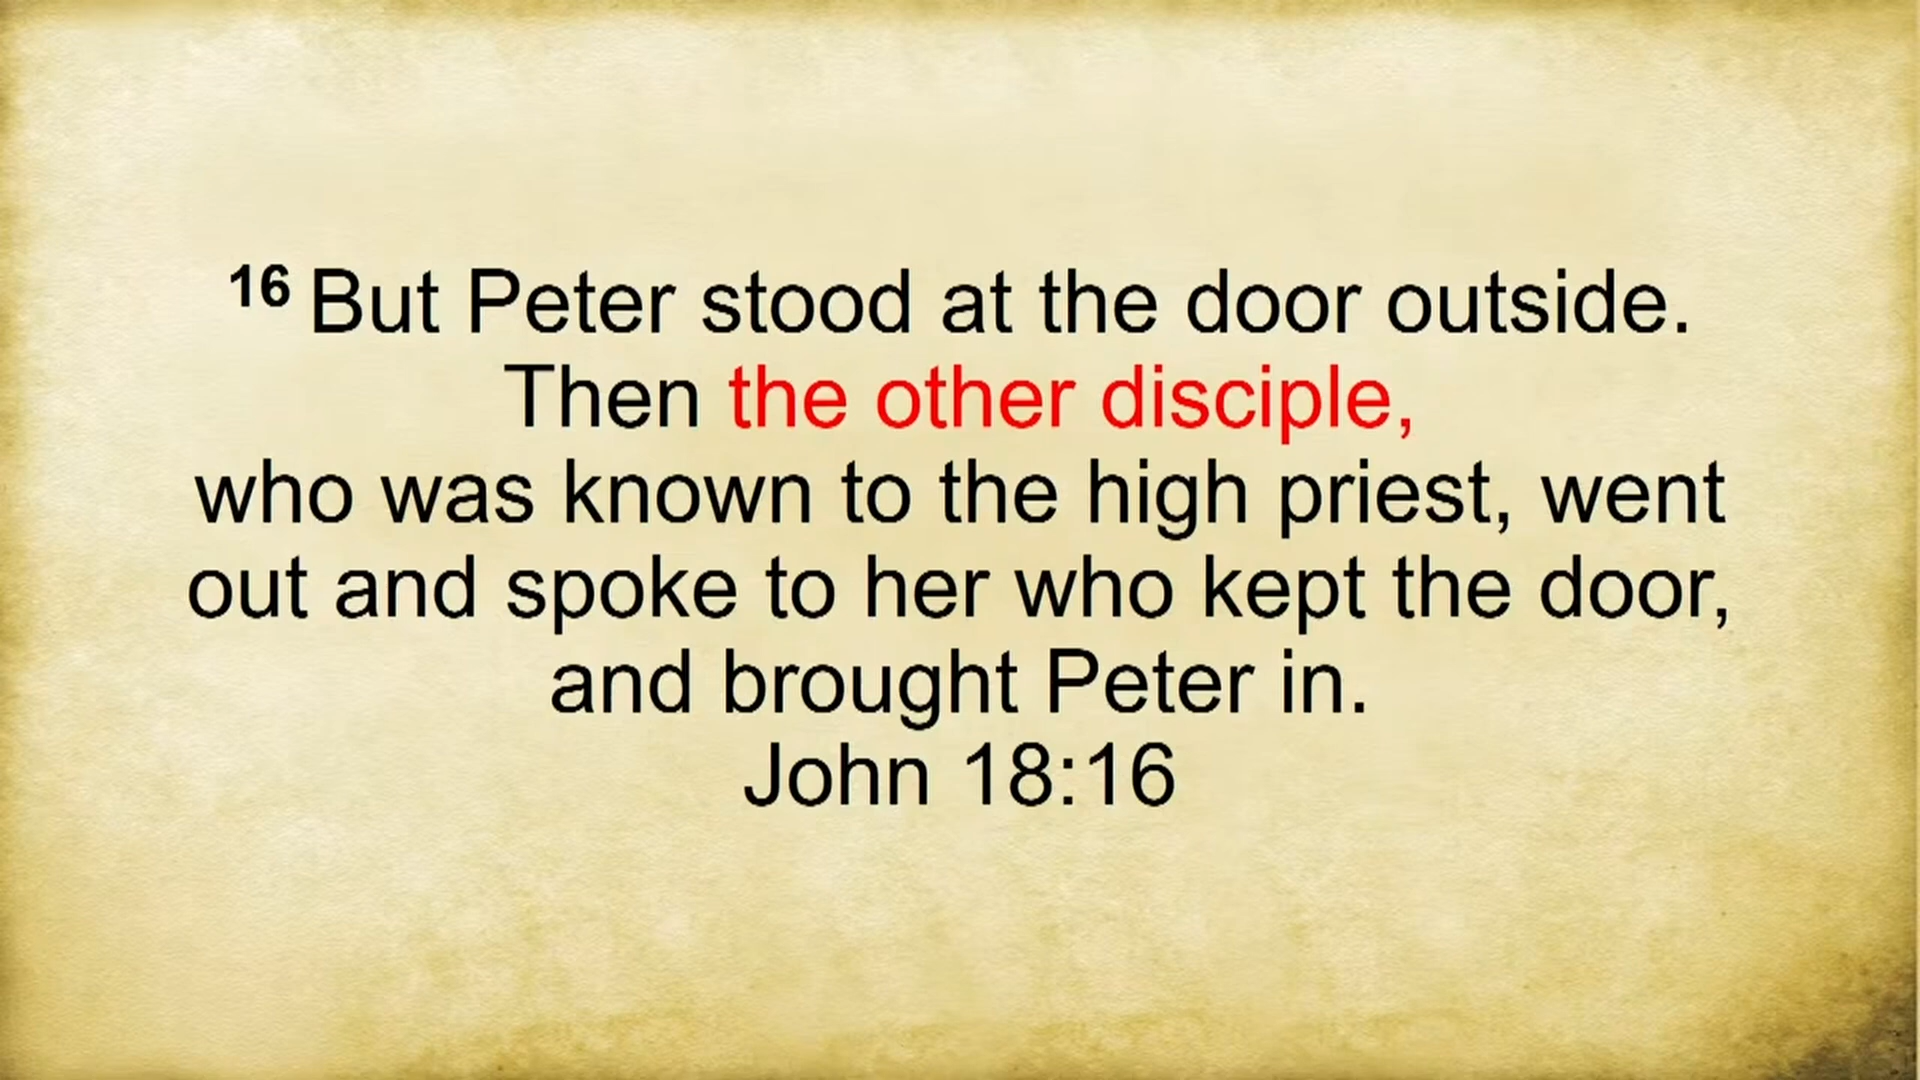 16 But Peter stood at the door outside.
Then the other disciple,
who was known to the high priest, went
out and spoke to her who kept the door,
and brought Peter in.
John 18:16